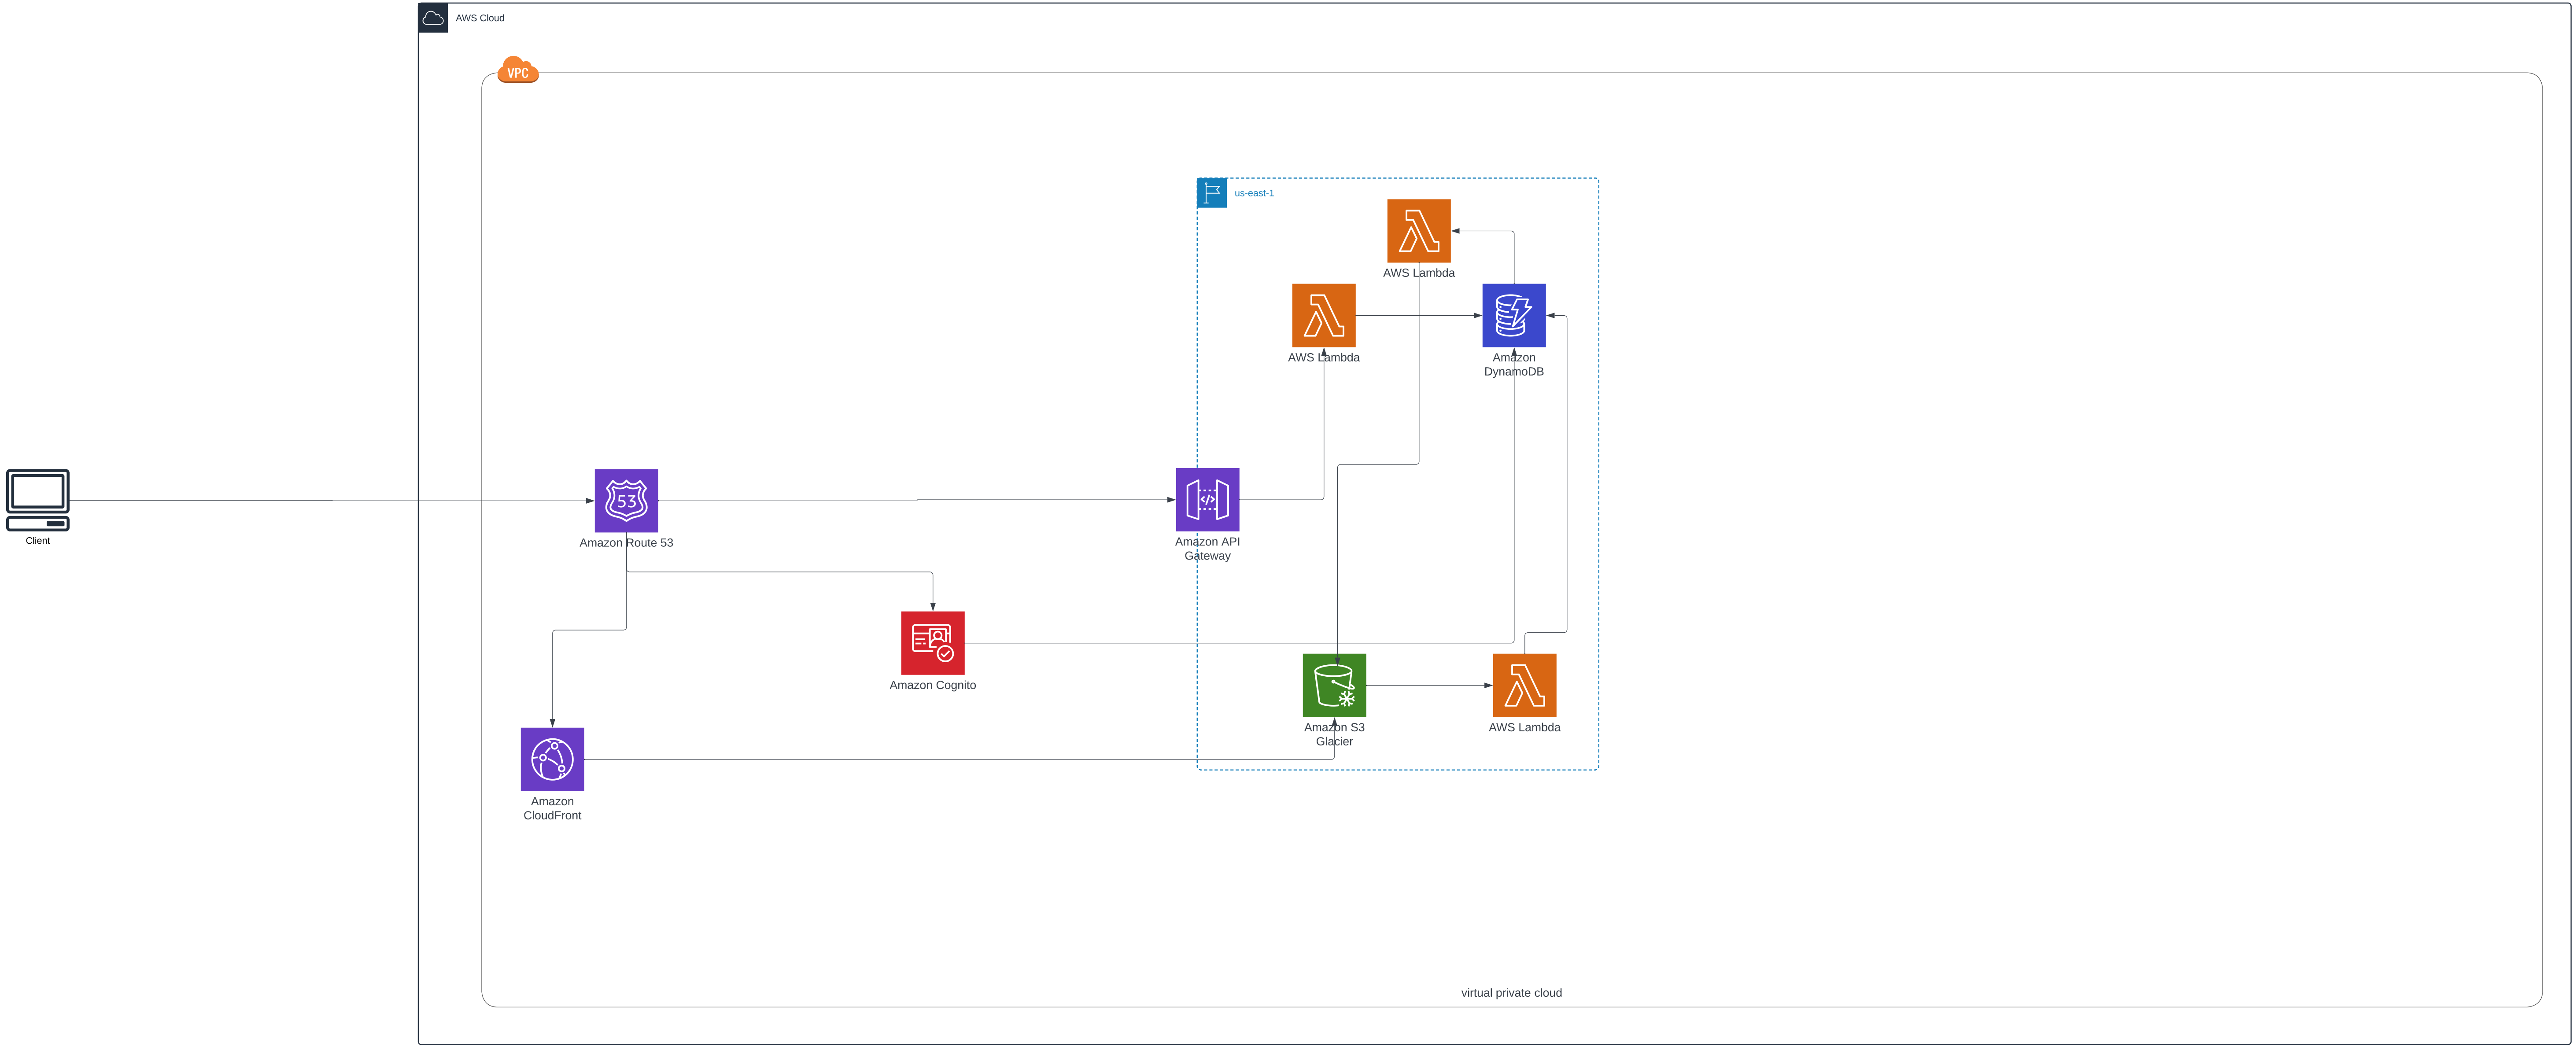 AWS Cloud
VPC
us-east-1
AWS Lambda
AWS Lambda
Amazon
DynamoDB
53
Client
Amazon Route 53
Amazon API
Gateway
Amazon Cognito
Amazon S3
Glacier
AWS Lambda
Amazon
CloudFront
virtual private cloud